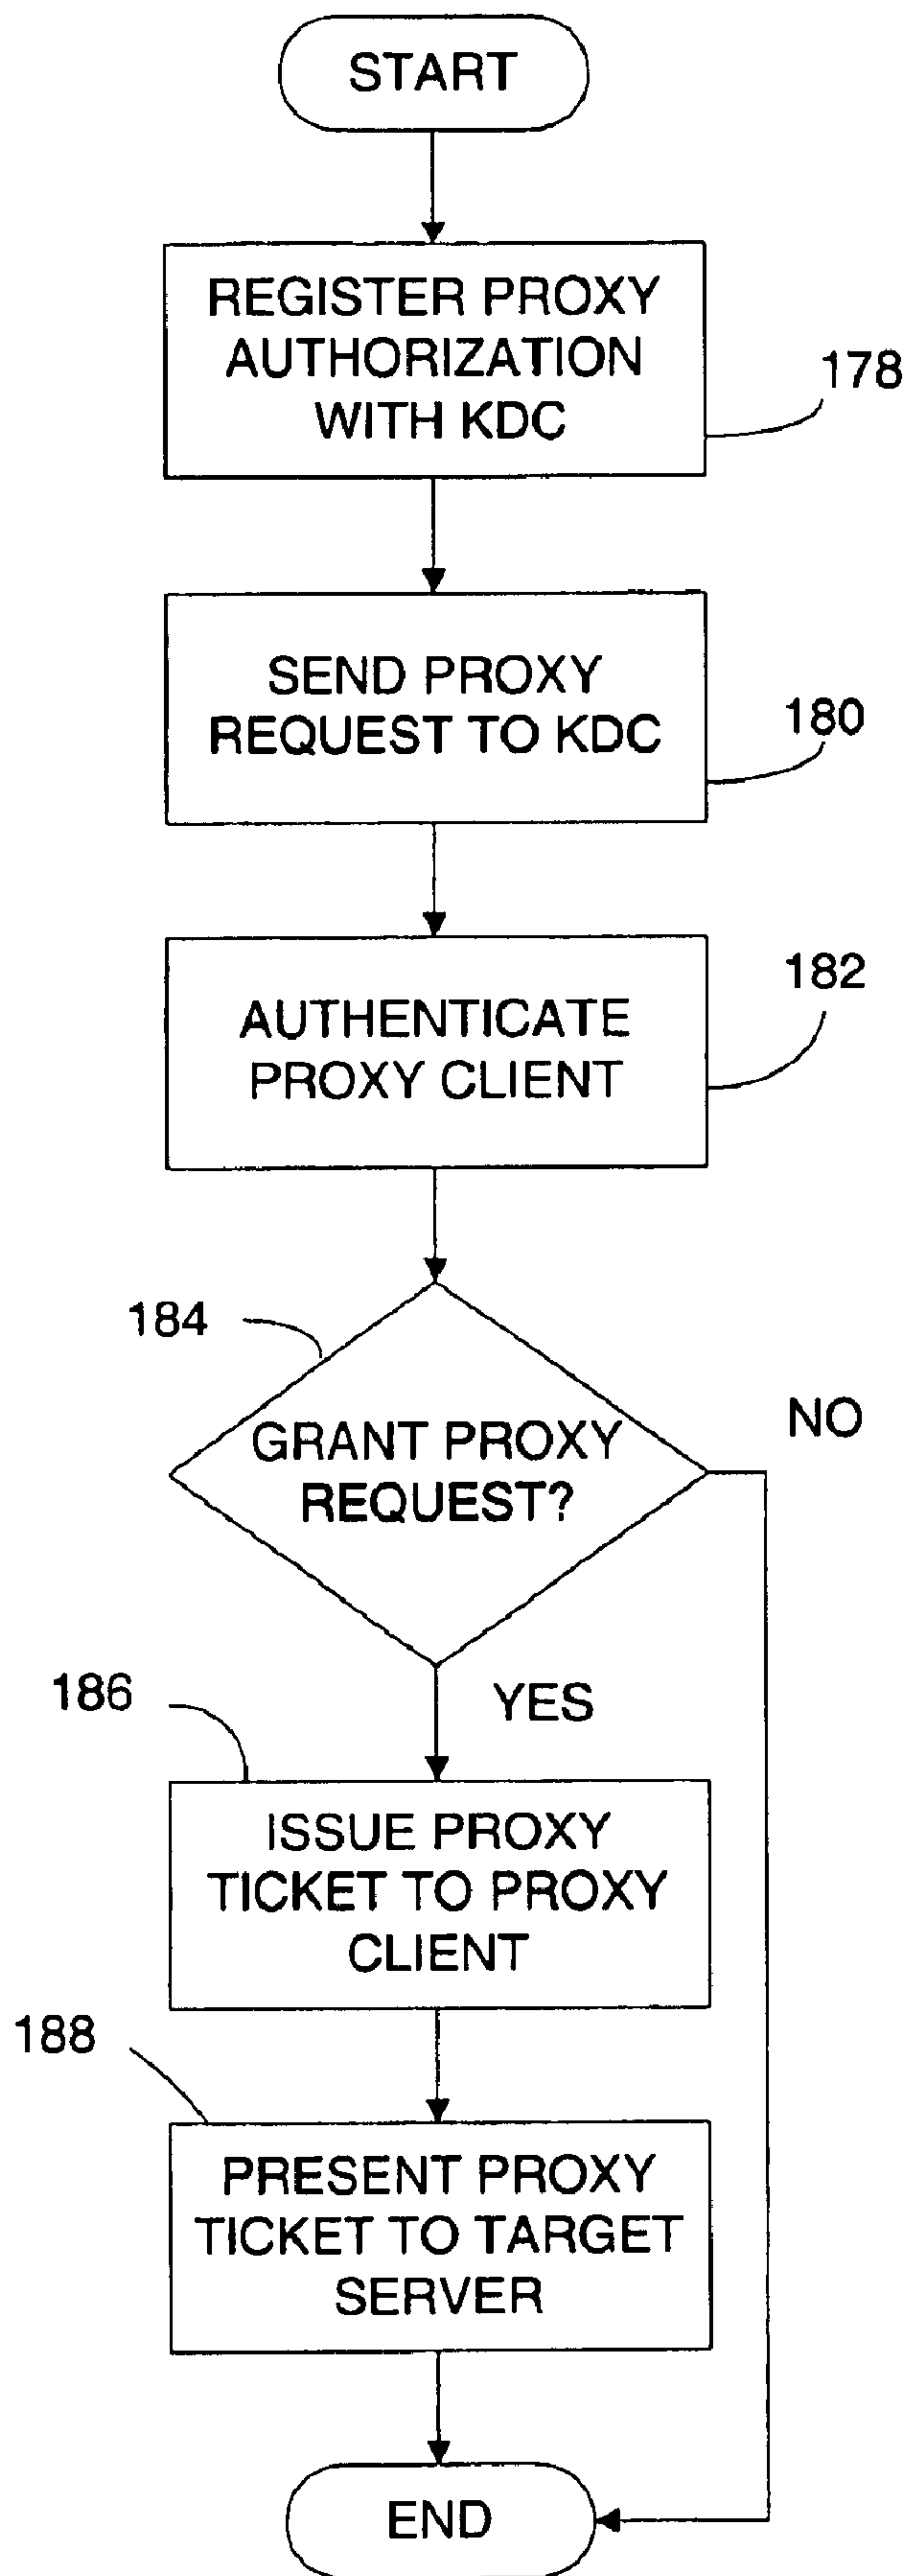 START
REGISTER PROXY
AUTHORIZATION
WITH KDC
178
SEND PROXY
REQUEST TO KDC
180
AUTHENTICATE
PROXY CLIENT
182
184
GRANT PROXY
REQUEST?
NO
YES
186
ISSUE PROXY
TICKET TO PROXY
CLIENT
188
PRESENT PROXY
TICKET TO TARGET
SERVER
END